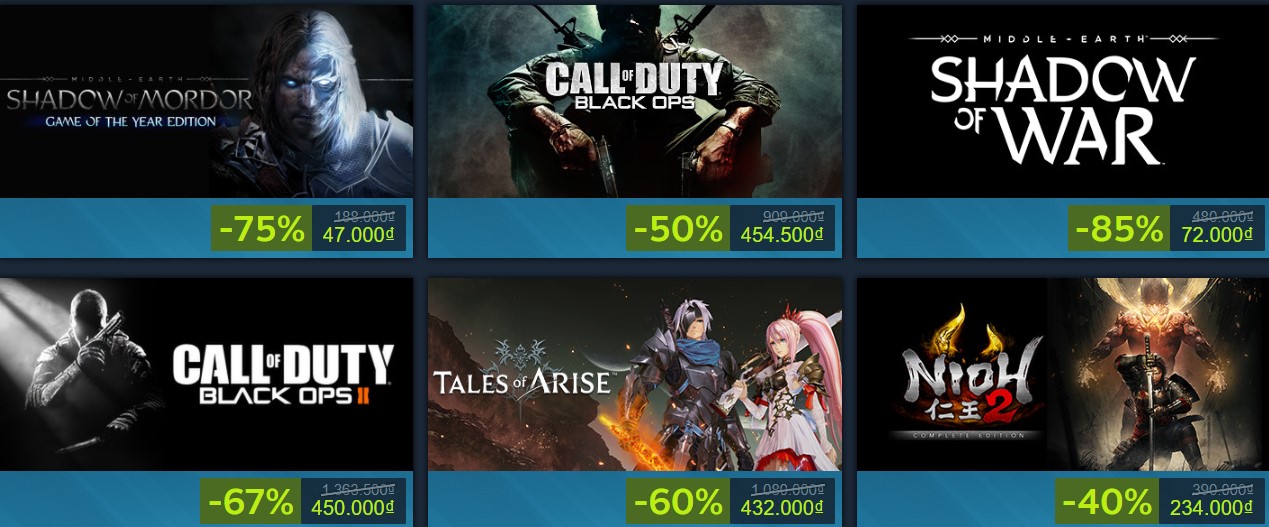 MIDDLE-EARTH
SHADOW OF MORDOR
GAME OF THE YEAR EDITION
-75%
188.000₫
47.000₫
CALL OF DUTY
BLACK OPS
-50%
909.000₫
454.500₫
MIDDLE-EARTH
SHADOW
OF WAR
-85%
480.000₫
72.000₫
CALL OF DUTY
BLACK OPS II
-67%
1.363.500₫
450.000₫
TALES of ARISE
-60%
1.080.000₫
432.000₫
NIOH
仁王2
COMPLETE EDITION
-40%
390.000₫
234.000₫